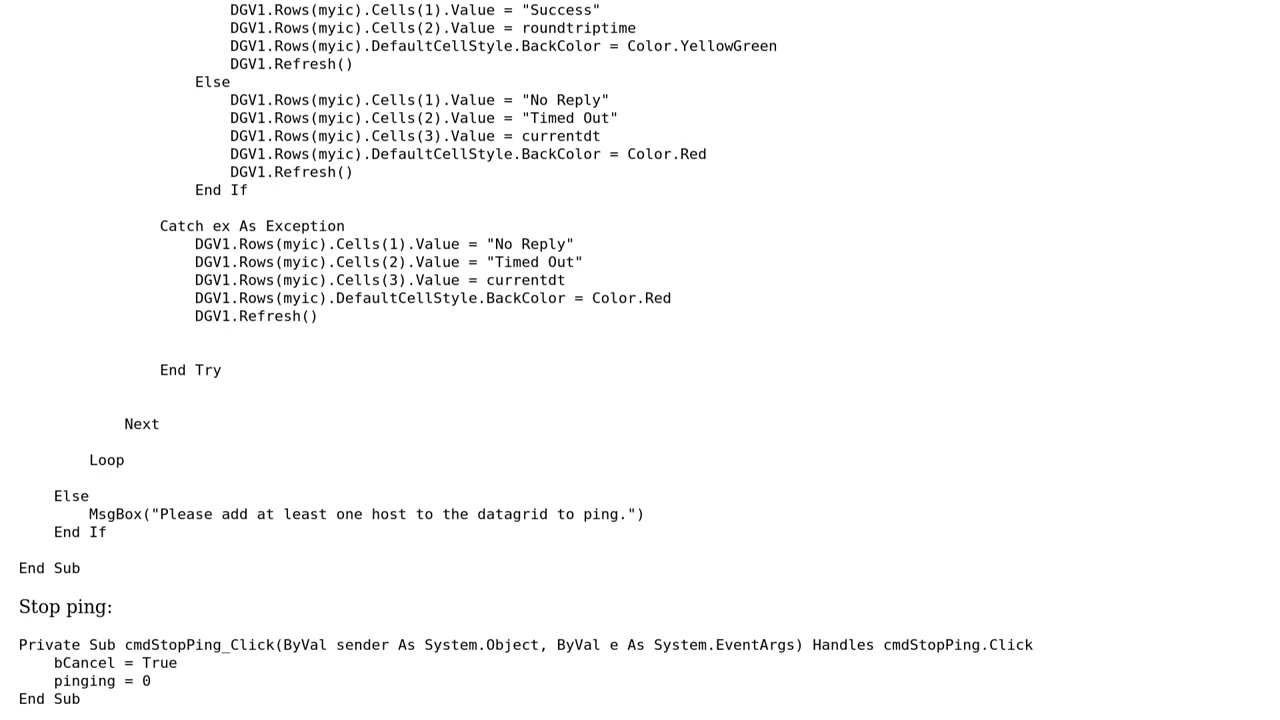 DGV1.Rows(myic).Cells(1).Value = "Success"
DGV1.Rows(myic).Cells(2).Value = roundtriptime
DGV1.Rows(myic).DefaultCellStyle.BackColor = Color.YellowGreen
DGV1.Refresh()
Else
DGV1.Rows(myic).Cells(1).Value = "No Reply"
DGV1.Rows(myic).Cells(2).Value = "Timed Out"
DGV1.Rows(myic).Cells(3).Value = currentdt
DGV1.Rows(myic).DefaultCellStyle.BackColor = Color.Red
DGV1.Refresh()
End If
Catch ex As Exception
DGV1.Rows(myic).Cells(1).Value = "No Reply"
DGV1.Rows(myic).Cells(2).Value = "Timed Out"
DGV1.Rows(myic).Cells(3).Value = currentdt
DGV1.Rows(myic).DefaultCellStyle.BackColor = Color.Red
DGV1.Refresh()
End Try
Next
Loop
Else
MsgBox("Please add at least one host to the datagrid to ping.")
End If
End Sub
Stop ping:
Private Sub cmdStopPing_Click(ByVal sender As System.Object, ByVal e As System.EventArgs) Handles cmdStopPing.Click
bCancel = True
pinging = 0
End Sub